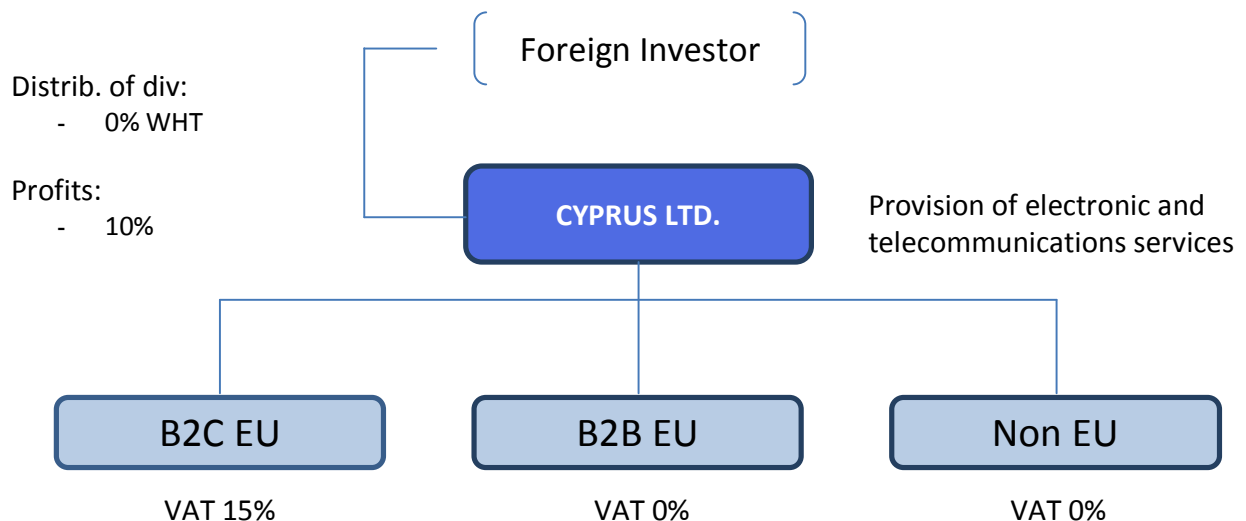 Foreign Investor
Distrib. of div:
- 0% WHT
Profits:
- 10%
CYPRUS LTD.
Provision of electronic and
telecommunications services
B2C EU
B2B EU
Non EU
VAT 15%
VAT 0%
VAT 0%